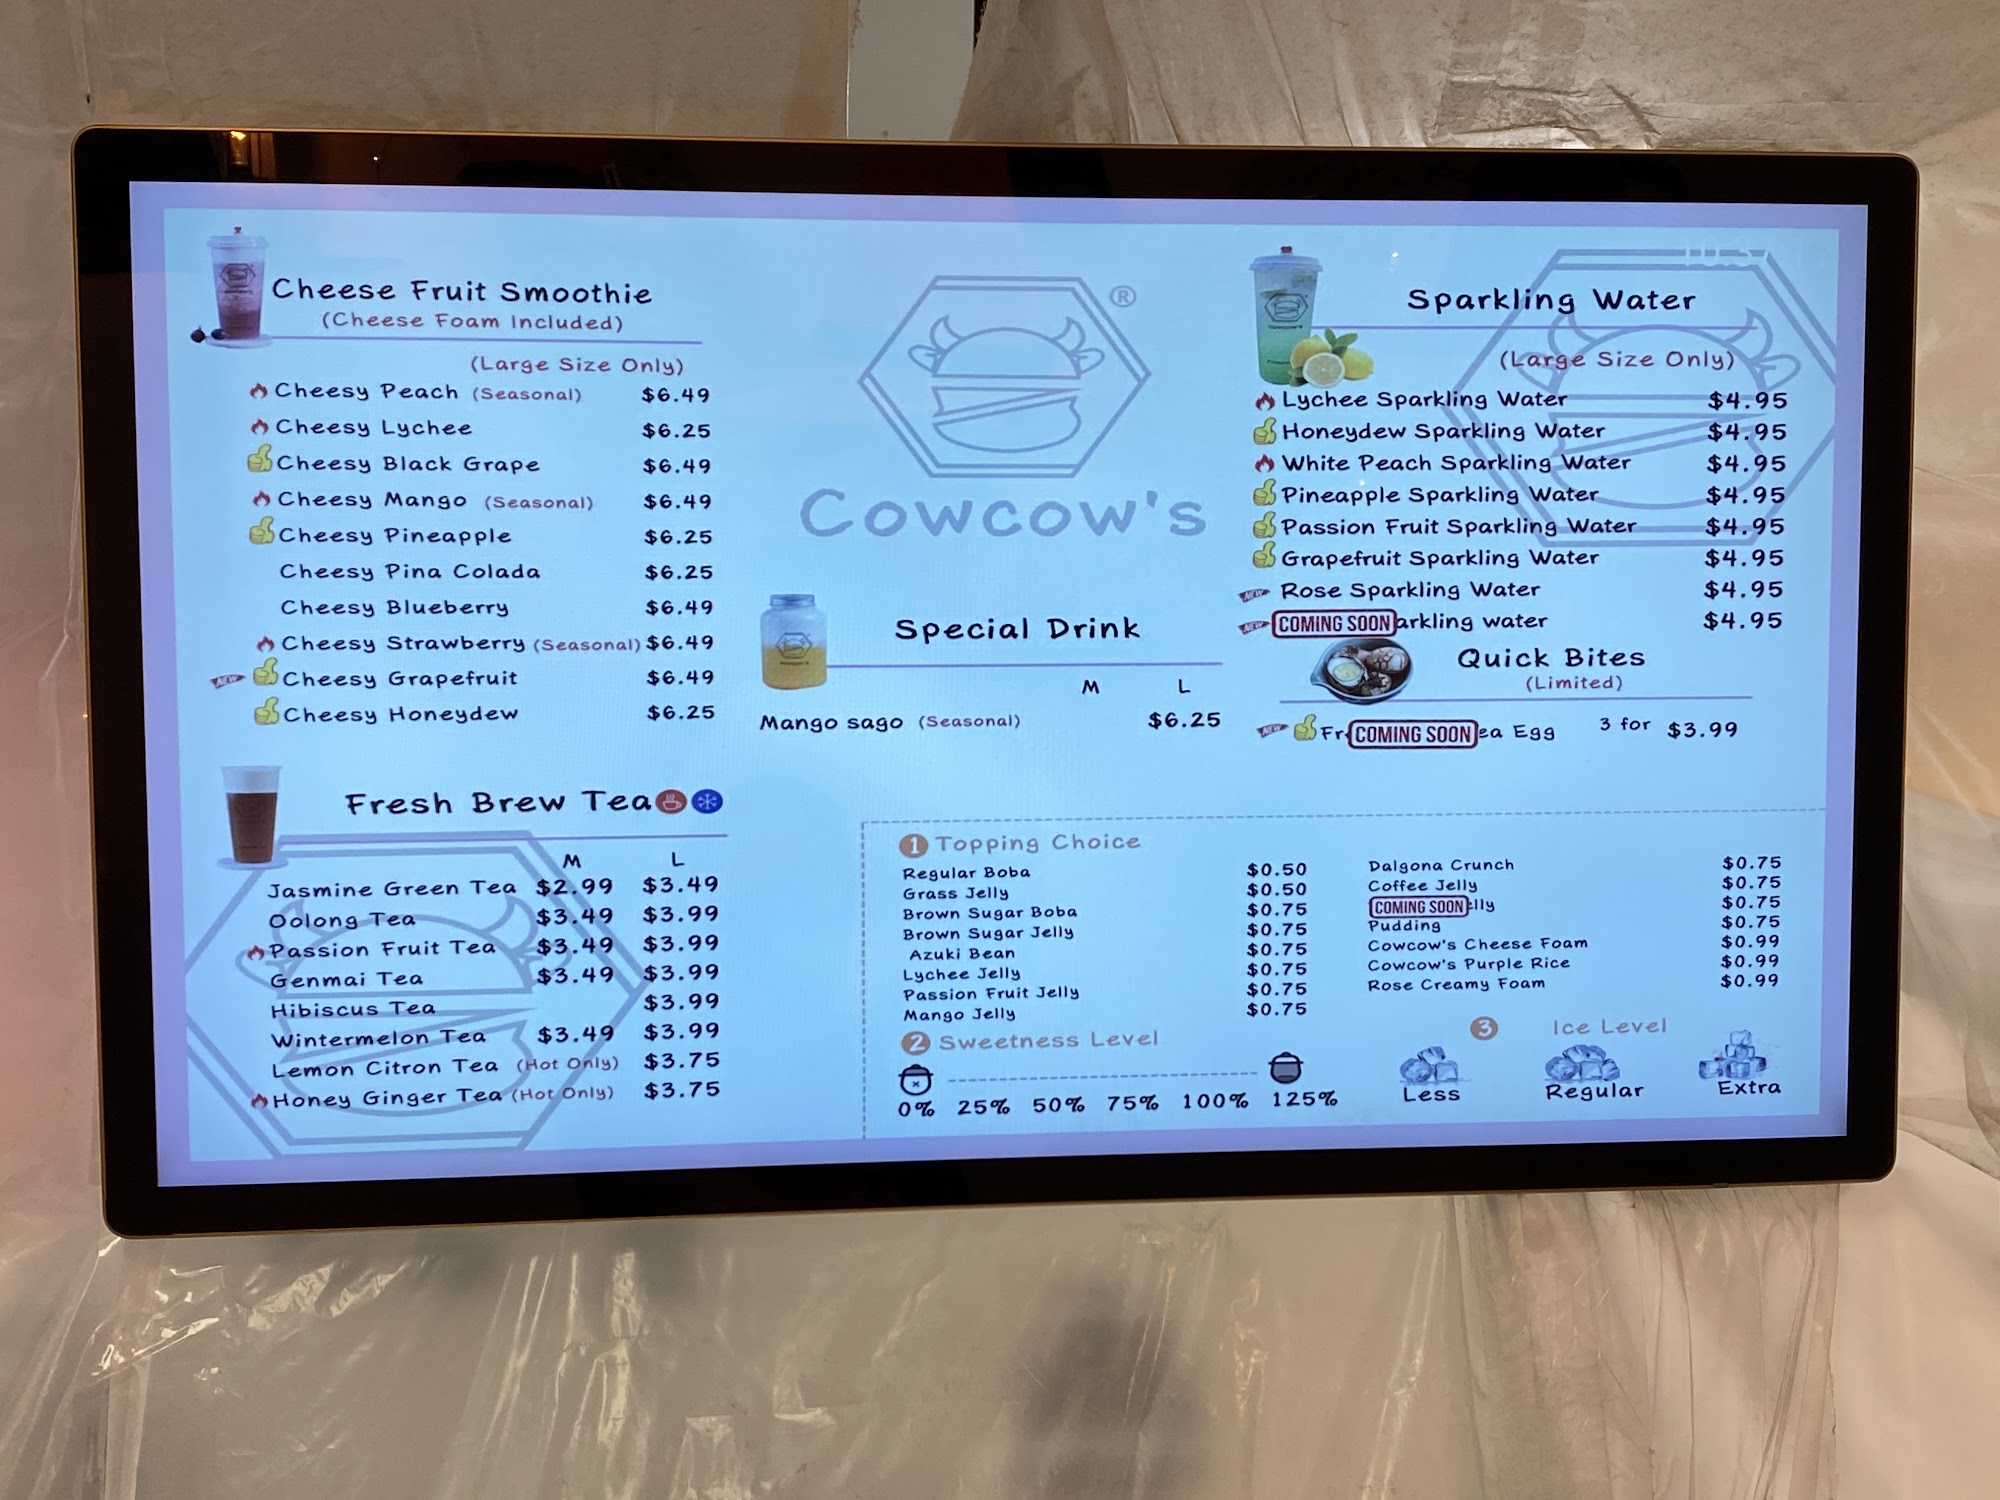 Cheese Fruit Smoothie
(Cheese Foam Included)
(Large Size Only)
Cheesy Peach (Seasonal) $6.49
Cheesy Lychee $6.25
Cheesy Black Grape $6.49
Cheesy Mango (Seasonal) $6.49
Cheesy Pineapple $6.25
Cheesy Pina Colada $6.25
Cheesy Blueberry $6.49
Cheesy Strawberry (Seasonal) $6.49
NEW Cheesy Grapefruit $6.49
Cheesy Honeydew $6.25
Fresh Brew Tea
M L
Jasmine Green Tea $2.99 $3.49
Oolong Tea $3.49 $3.99
Passion Fruit Tea $3.49 $3.99
Genmai Tea $3.49 $3.99
Hibiscus Tea $3.99
Wintermelon Tea $3.49 $3.99
Lemon Citron Tea (Hot Only) $3.75
Honey Ginger Tea (Hot Only) $3.75
®
Cowcow's
Special Drink
M L
Mango sago (Seasonal) $6.25
Sparkling Water
(Large Size Only)
Lychee Sparkling Water $4.95
Honeydew Sparkling Water $4.95
White Peach Sparkling Water $4.95
Pineapple Sparkling Water $4.95
Passion Fruit Sparkling Water $4.95
Grapefruit Sparkling Water $4.95
NEW Rose Sparkling Water $4.95
NEW COMING SOON arkling water $4.95
Quick Bites
(Limited)
NEW Fr COMING SOON ea Egg 3 for $3.99
1 Topping Choice
Regular Boba $0.50
Grass Jelly $0.50
Brown Sugar Boba $0.75
Brown Sugar Jelly $0.75
Azuki Bean $0.75
Lychee Jelly $0.75
Passion Fruit Jelly $0.75
Mango Jelly $0.75
Dalgona Crunch $0.75
Coffee Jelly $0.75
COMING SOON lly $0.75
Pudding $0.75
Cowcow's Cheese Foam $0.99
Cowcow's Purple Rice $0.99
Rose Creamy Foam $0.99
2 Sweetness Level
0% 25% 50% 75% 100% 125%
3 Ice Level
Less Regular Extra